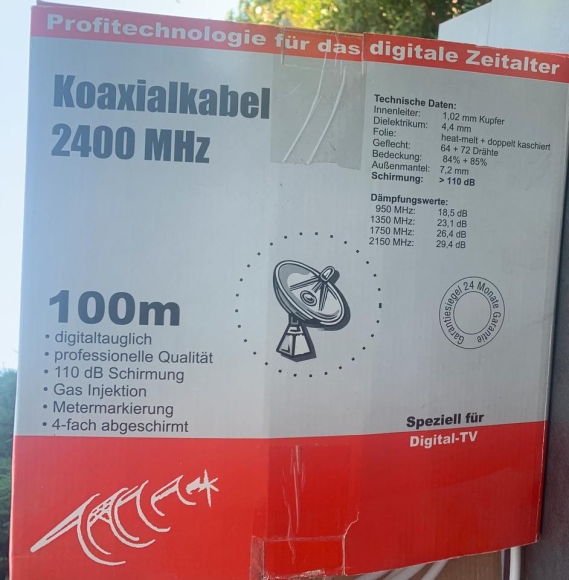 Profitechnologie für das digitale Zeitalter
Koaxialkabel
2400 MHz
Technische Daten:
Innenleiter: 1,02 mm Kupfer
Dielektrikum: 4,4 mm
Folie: heat-melt + doppelt kaschiert
Geflecht: 64 + 72 Drähte
Bedeckung: 84% + 85%
Außenmantel: 7,2 mm
Schirmung: > 110 dB
Dämpfungswerte:
950 MHz: 18,5 dB
1350 MHz: 23,1 dB
1750 MHz: 26,4 dB
2150 MHz: 29,4 dB
100m
• digitaltauglich
• professionelle Qualität
• 110 dB Schirmung
• Gas Injektion
• Metermarkierung
• 4-fach abgeschirmt
Garantiesiegel 24 Monate Garantie
Speziell für
Digital-TV